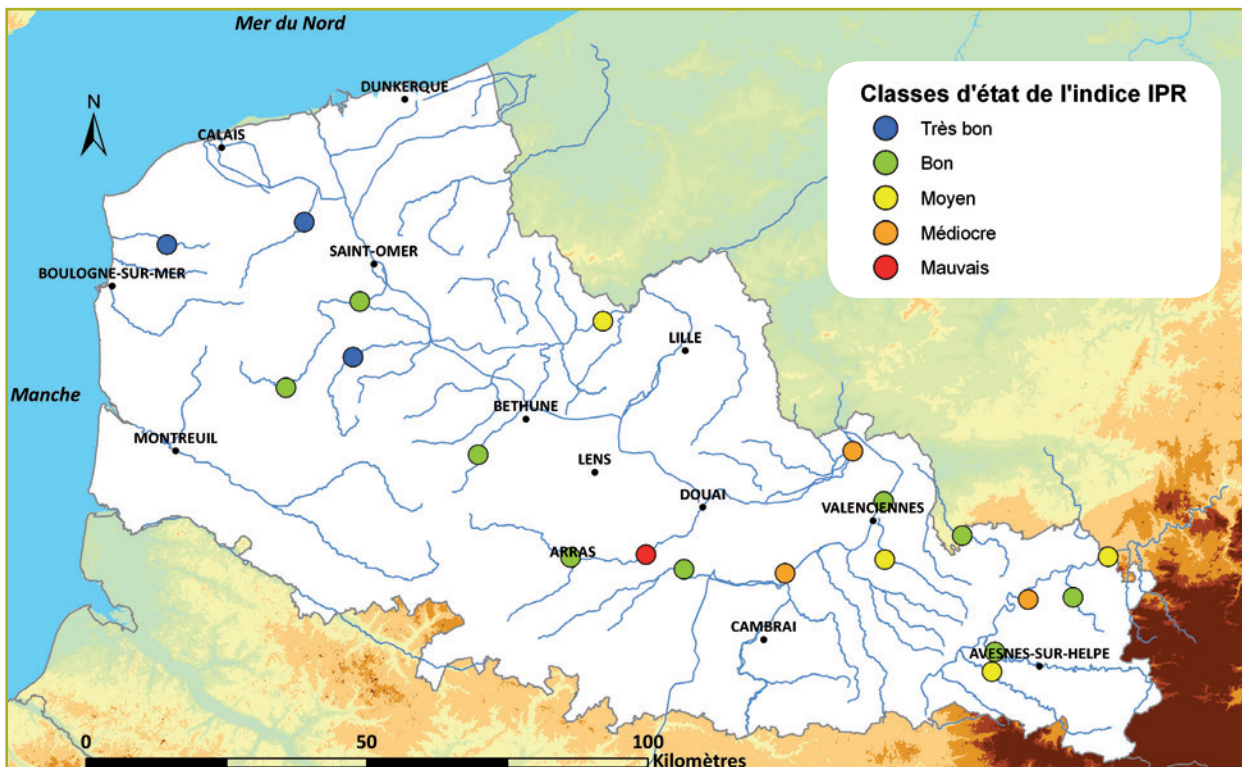 Mer du Nord
N
DUNKERQUE
CALAIS
Classes d'état de l'indice IPR
Très bon
Bon
Moyen
Médiocre
Mauvais
SAINT-OMER
BOULOGNE-SUR-MER
LILLE
Manche
BETHUNE
MONTREUIL
LENS
DOUAI
VALENCIENNES
ARRAS
CAMBRAI
AVESNES-SUR-HELPE
0 50 100
Kilomètres